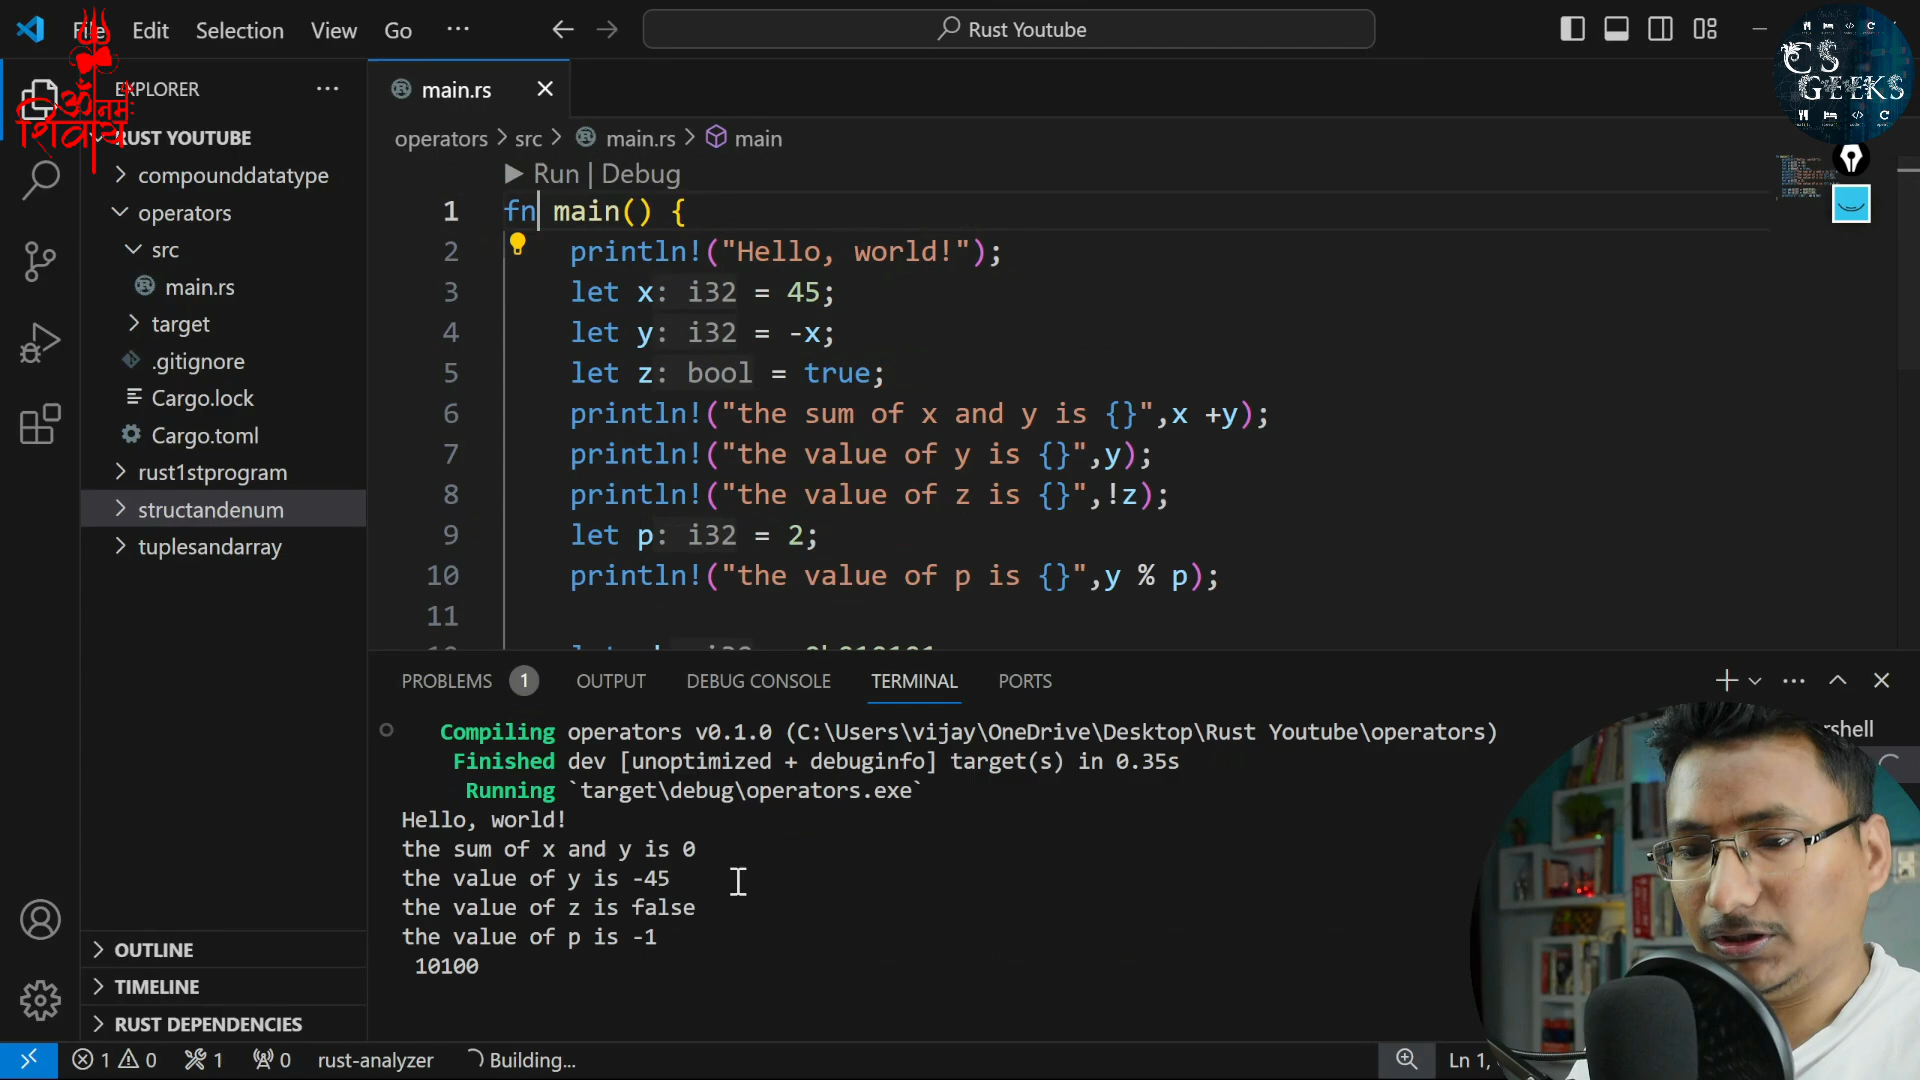 File Edit Selection View Go ···
Rust Youtube
CS GEEKS
ॐ नमः शिवाय
EXPLORER
RUST YOUTUBE
compounddatatype
operators
src
main.rs
target
.gitignore
Cargo.lock
Cargo.toml
rust1stprogram
structandenum
tuplesandarray
OUTLINE
TIMELINE
RUST DEPENDENCIES
main.rs
operators > src > main.rs > main
Run | Debug
1 fn main() {
2 println!("Hello, world!");
3 let x: i32 = 45;
4 let y: i32 = -x;
5 let z: bool = true;
6 println!("the sum of x and y is {}",x +y);
7 println!("the value of y is {}",y);
8 println!("the value of z is {}",!z);
9 let p: i32 = 2;
10 println!("the value of p is {}",y % p);
11
PROBLEMS 1 OUTPUT DEBUG CONSOLE TERMINAL PORTS
Compiling operators v0.1.0 (C:\Users\vijay\OneDrive\Desktop\Rust Youtube\operators)
Finished dev [unoptimized + debuginfo] target(s) in 0.35s
Running `target\debug\operators.exe`
Hello, world!
the sum of x and y is 0
the value of y is -45
the value of z is false
the value of p is -1
10100
rshell
1 0 1 0 rust-analyzer Building... Ln 1,